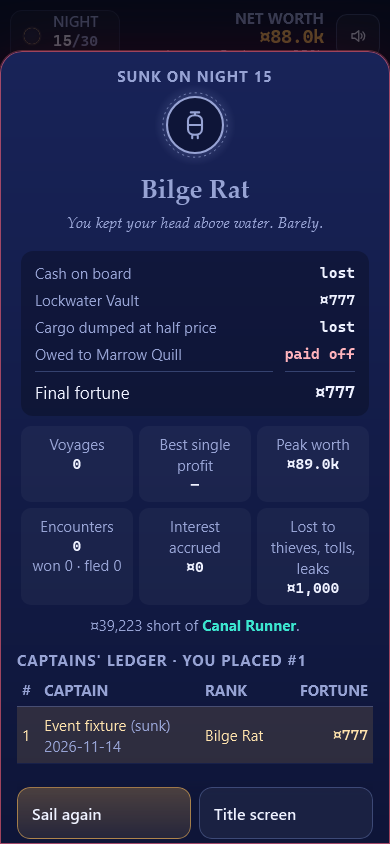 NIGHT
15/30
NET WORTH
¤88.0k
SUNK ON NIGHT 15
Bilge Rat
You kept your head above water. Barely.
Cash on board lost
Lockwater Vault ¤777
Cargo dumped at half price lost
Owed to Marrow Quill paid off
Final fortune ¤777
Voyages
0
Best single
profit
—
Peak worth
¤89.0k
Encounters
0
won 0 · fled 0
Interest
accrued
¤0
Lost to
thieves, tolls,
leaks
¤1,000
¤39,223 short of Canal Runner.
CAPTAINS' LEDGER · YOU PLACED #1
# CAPTAIN RANK FORTUNE
1 Event fixture (sunk) Bilge Rat ¤777
2026-11-14
Sail again
Title screen